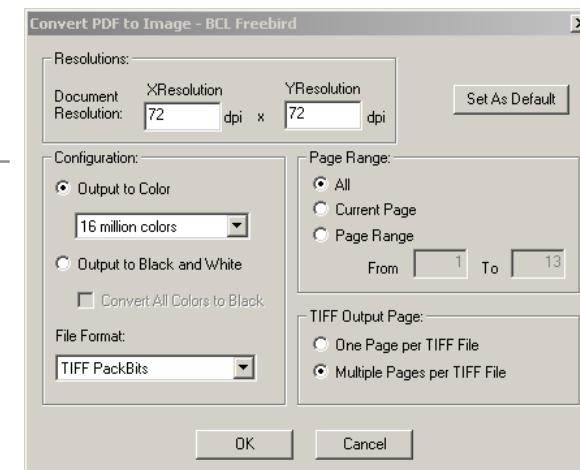 Convert PDF to Image - BCL Freebird
Resolutions:
Document Resolution:
XResolution
72 dpi x
YResolution
72 dpi
Set As Default
Configuration:
Output to Color
16 million colors
Output to Black and White
Convert All Colors to Black
File Format:
TIFF PackBits
Page Range:
All
Current Page
Page Range
From 1 To 13
TIFF Output Page:
One Page per TIFF File
Multiple Pages per TIFF File
OK
Cancel